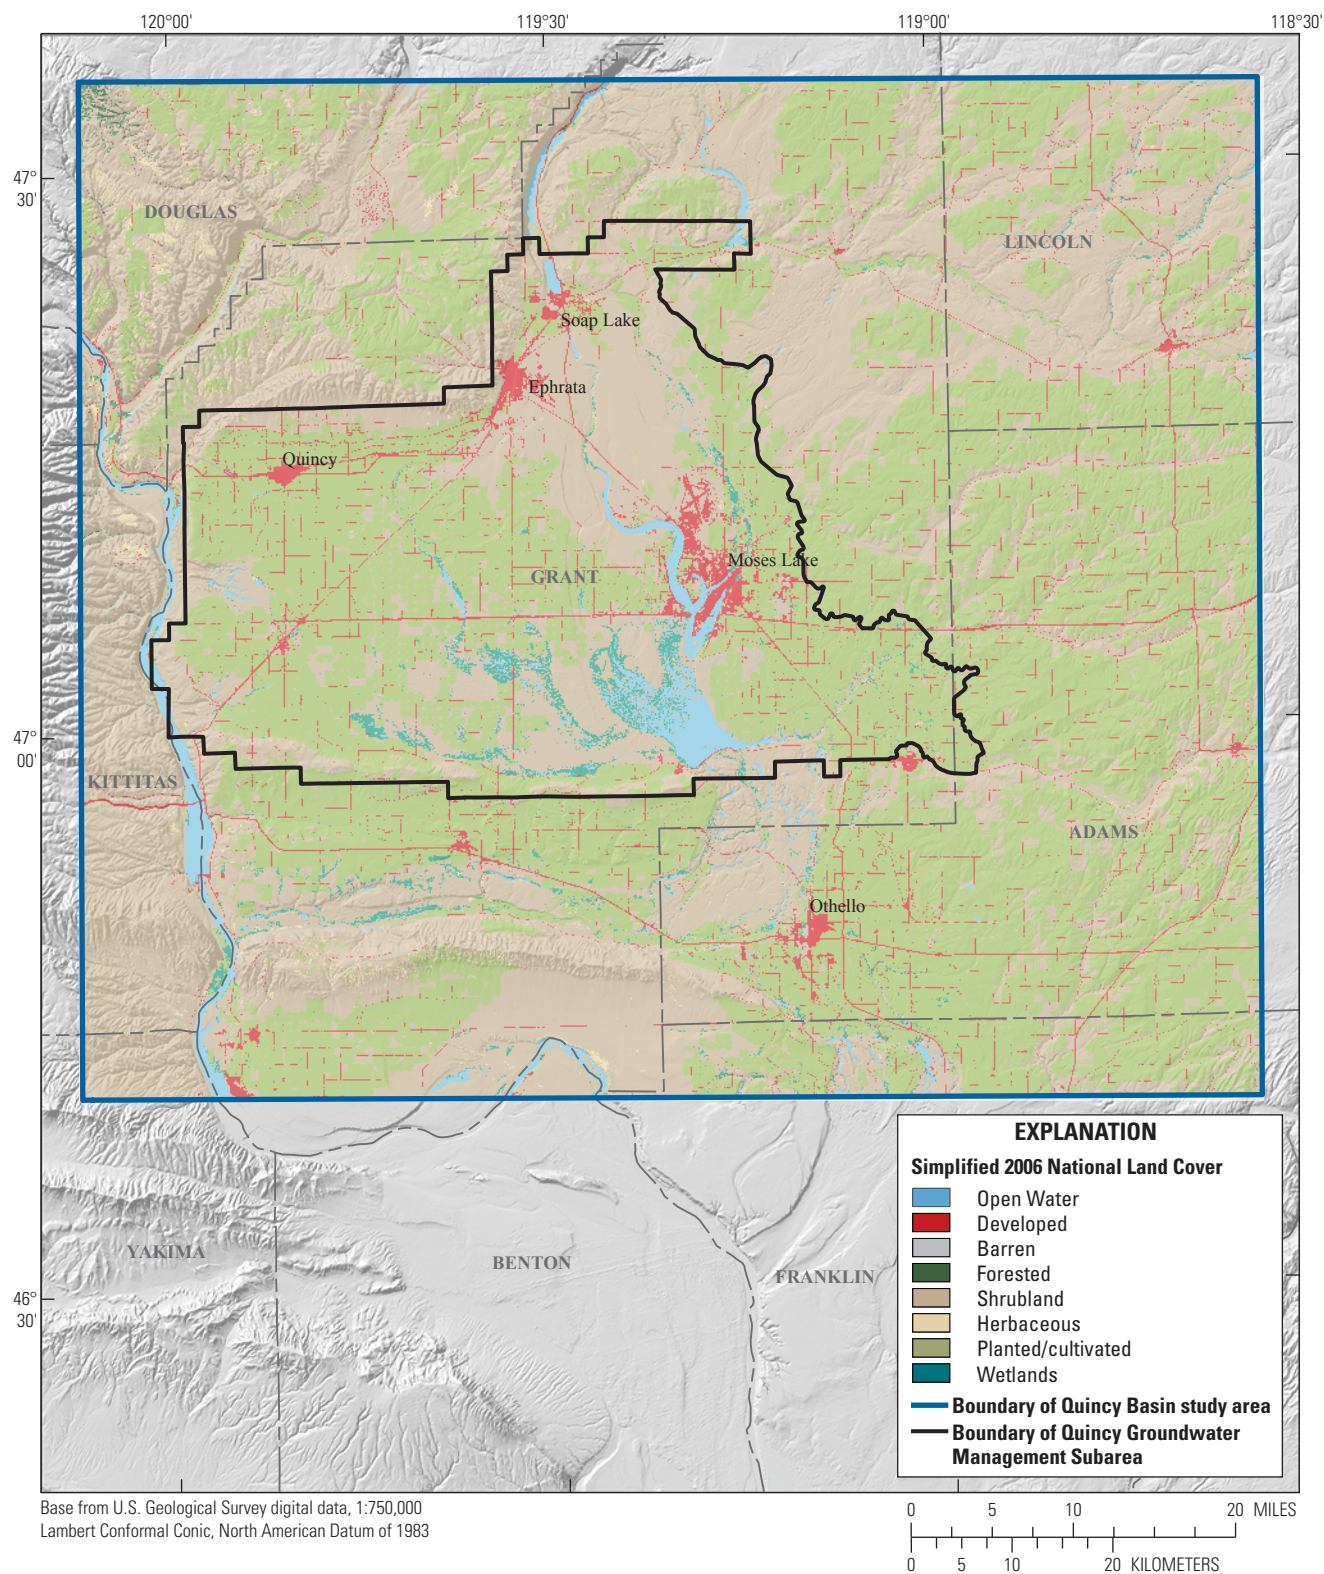 120°00'
119°30'
119°00'
118°30'
47°
30'
DOUGLAS
LINCOLN
Soap Lake
Ephrata
Quincy
Moses Lake
GRANT
47°
00'
KITTITAS
ADAMS
Othello
EXPLANATION
Simplified 2006 National Land Cover
Open Water
Developed
Barren
Forested
Shrubland
Herbaceous
Planted/cultivated
Wetlands
Boundary of Quincy Basin study area
Boundary of Quincy Groundwater
Management Subarea
YAKIMA
BENTON
FRANKLIN
46°
30'
Base from U.S. Geological Survey digital data, 1:750,000
Lambert Conformal Conic, North American Datum of 1983
0 5 10 20 MILES
0 5 10 20 KILOMETERS